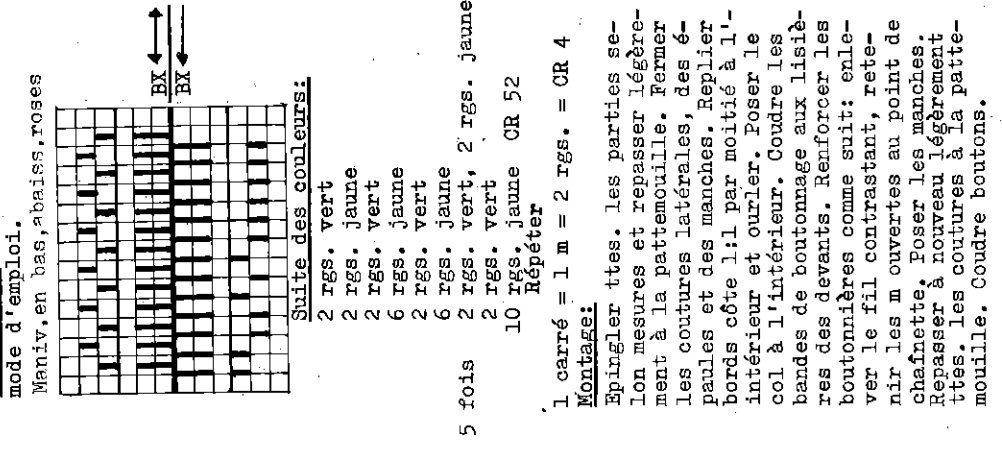 mode d'emploi.
Maniv,en bas,abaiss.roses
BX
BX
Suite des couleurs:
2 rgs. vert
2 rgs. jaune
2 rgs. vert
6 rgs. jaune
2 rgs. vert
6 rgs. jaune
5 fois 2 rgs. vert, 2 rgs. jaune
2 rgs. vert
10 rgs. jaune CR 52
Répéter
1 carré = 1 m = 2 rgs. = CR 4
Montage:
Epingler ttes. les parties se-
lon mesures et repasser légère-
ment à la pattemouille. Fermer
les coutures latérales, des é-
paules et des manches. Replier
bords côte 1:1 par moitié à l'-
intérieur et ourler. Poser le
col à l'intérieur. Coudre les
bandes de boutonnage aux lisiè-
res des devants. Renforcer les
boutonnières comme suit: enle-
ver le fil contrastant, rete-
nir les m ouvertes au point de
chaînette. Poser les manches.
Repasser à nouveau légèrement
ttes. les coutures à la patte-
mouille. Coudre boutons.